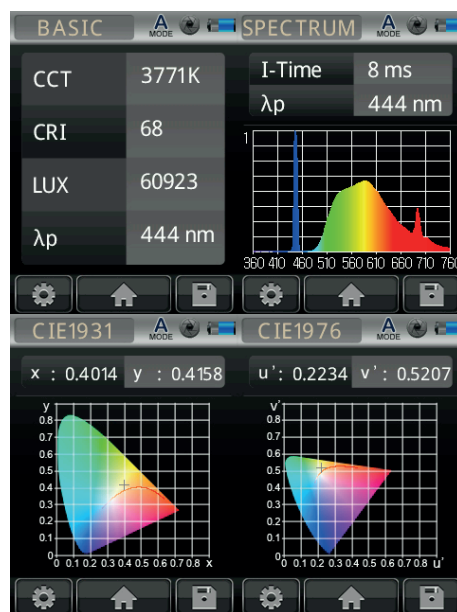 BASIC
A
MODE
CCT 3771K
CRI 68
LUX 60923
λp 444 nm
SPECTRUM
A
MODE
I-Time 8 ms
λp 444 nm
1
360 410 460 510 560 610 660 710 760
CIE1931
A
MODE
x : 0.4014 y : 0.4158
y
0.8
0.7
0.6
0.5
0.4
0.3
0.2
0.1
0
0 0.1 0.2 0.3 0.4 0.5 0.6 0.7 0.8 x
CIE1976
A
MODE
u': 0.2234 v': 0.5207
v'
0.8
0.7
0.6
0.5
0.4
0.3
0.2
0.1
0
0 0.1 0.2 0.3 0.4 0.5 0.6 0.7 0.8 u'